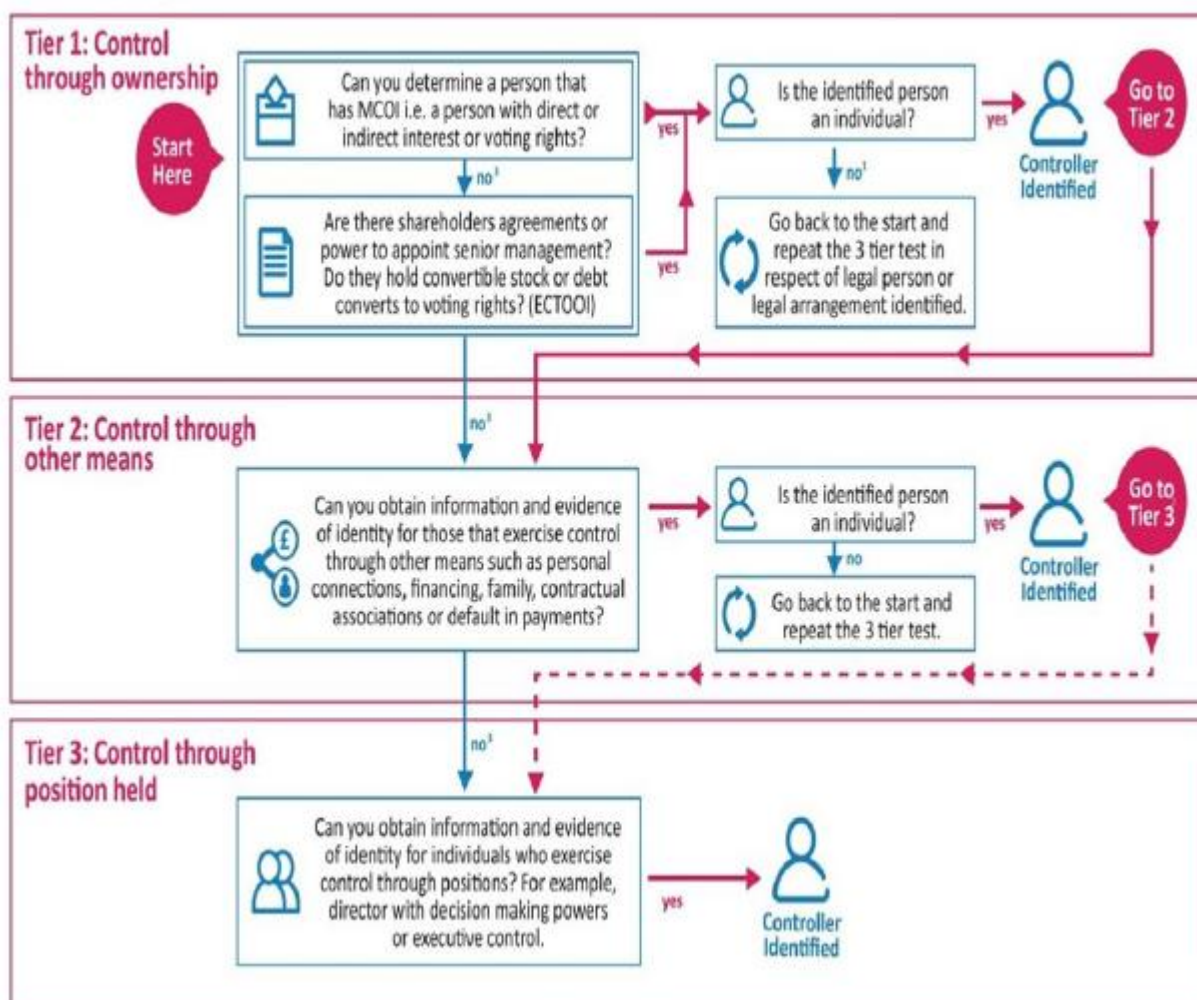 Tier 1: Control
through ownership
Start
Here
Can you determine a person that
has MCOI i.e. a person with direct or
indirect interest or voting rights?
yes
Is the identified person
an individual?
yes
Controller
Identified
Go to
Tier 2
no¹
no¹
Are there shareholders agreements or
power to appoint senior management?
Do they hold convertible stock or debt
converts to voting rights? (ECTOOI)
yes
Go back to the start and
repeat the 3 tier test in
respect of legal person or
legal arrangement identified.
Tier 2: Control through
other means
no¹
Can you obtain information and evidence
of identity for those that exercise control
through other means such as personal
connections, financing, family, contractual
associations or default in payments?
yes
Is the identified person
an individual?
yes
Controller
Identified
Go to
Tier 3
no
Go back to the start and
repeat the 3 tier test.
£
Tier 3: Control through
position held
no¹
Can you obtain information and evidence
of identity for individuals who exercise
control through positions? For example,
director with decision making powers
or executive control.
yes
Controller
Identified